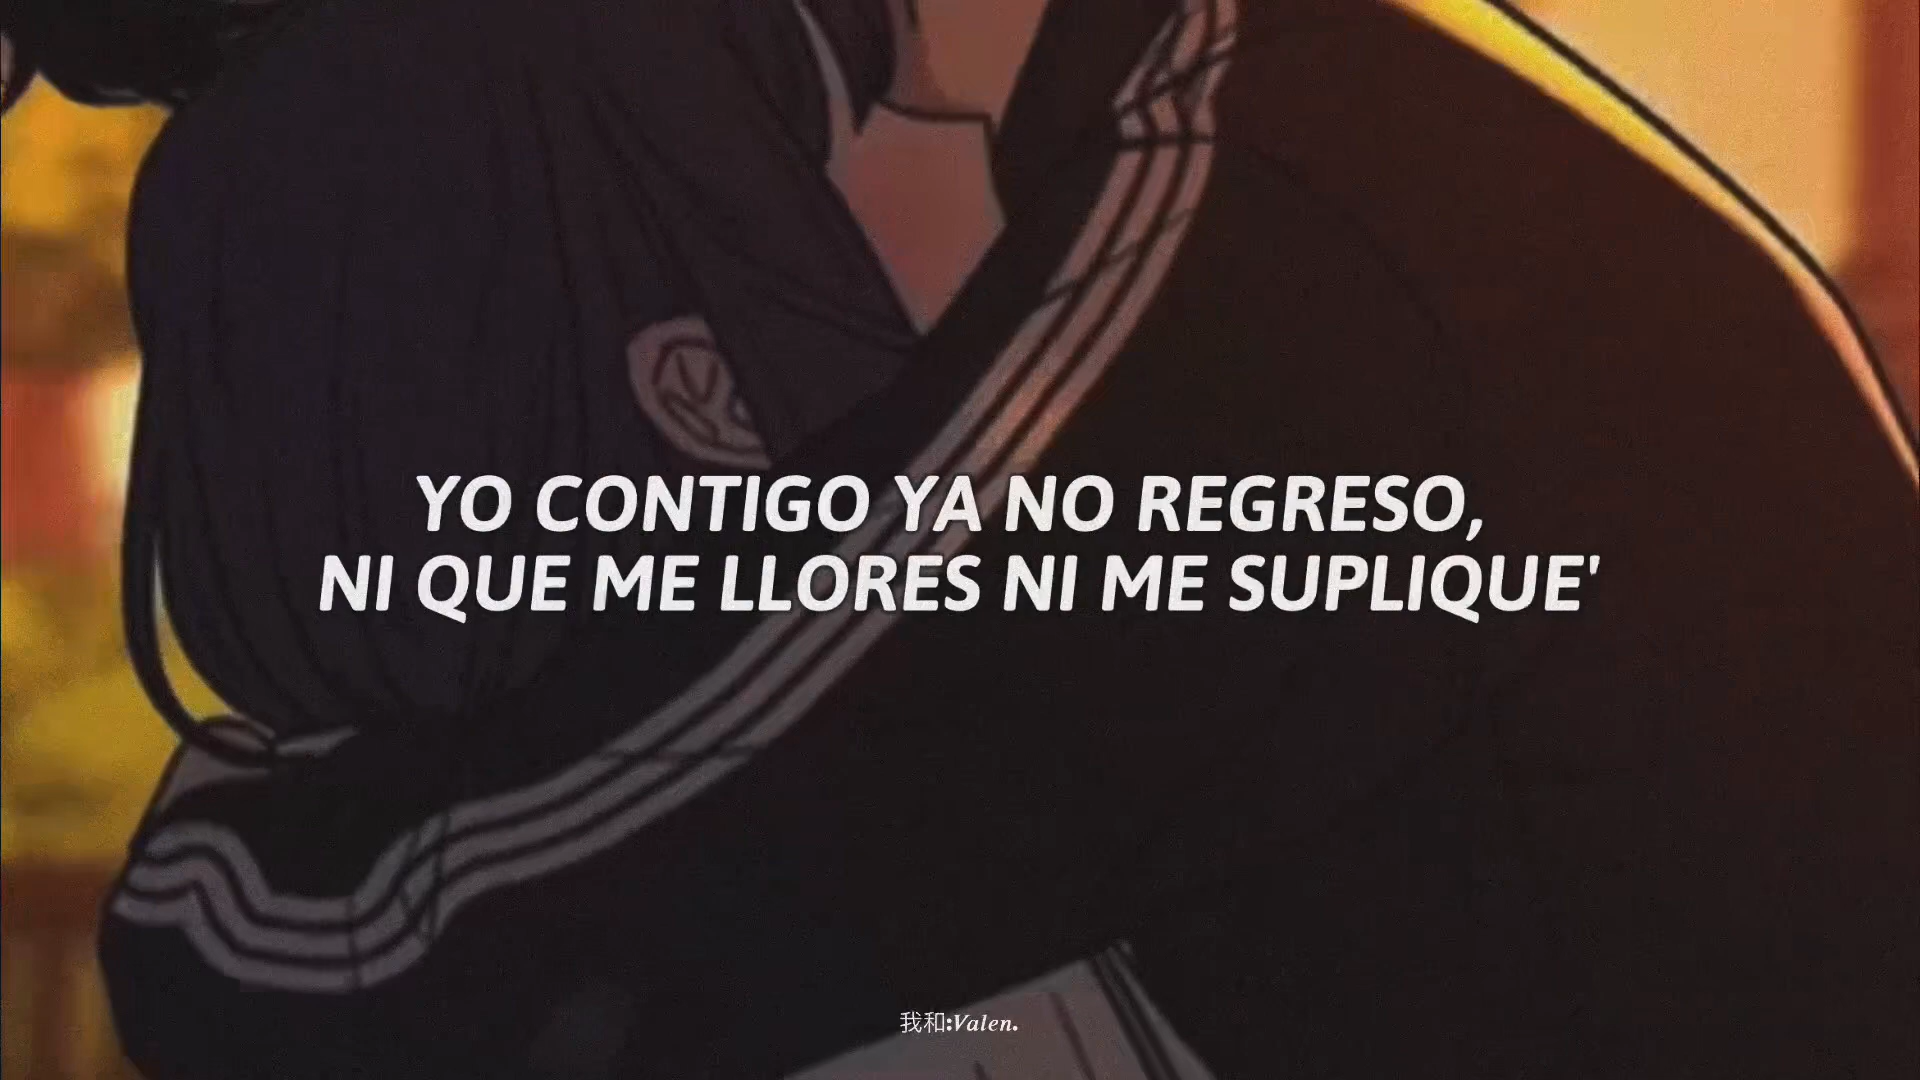 YO CONTIGO YA NO REGRESO,
NI QUE ME LLORES NI ME SUPLIQUE'
我和:Valen.